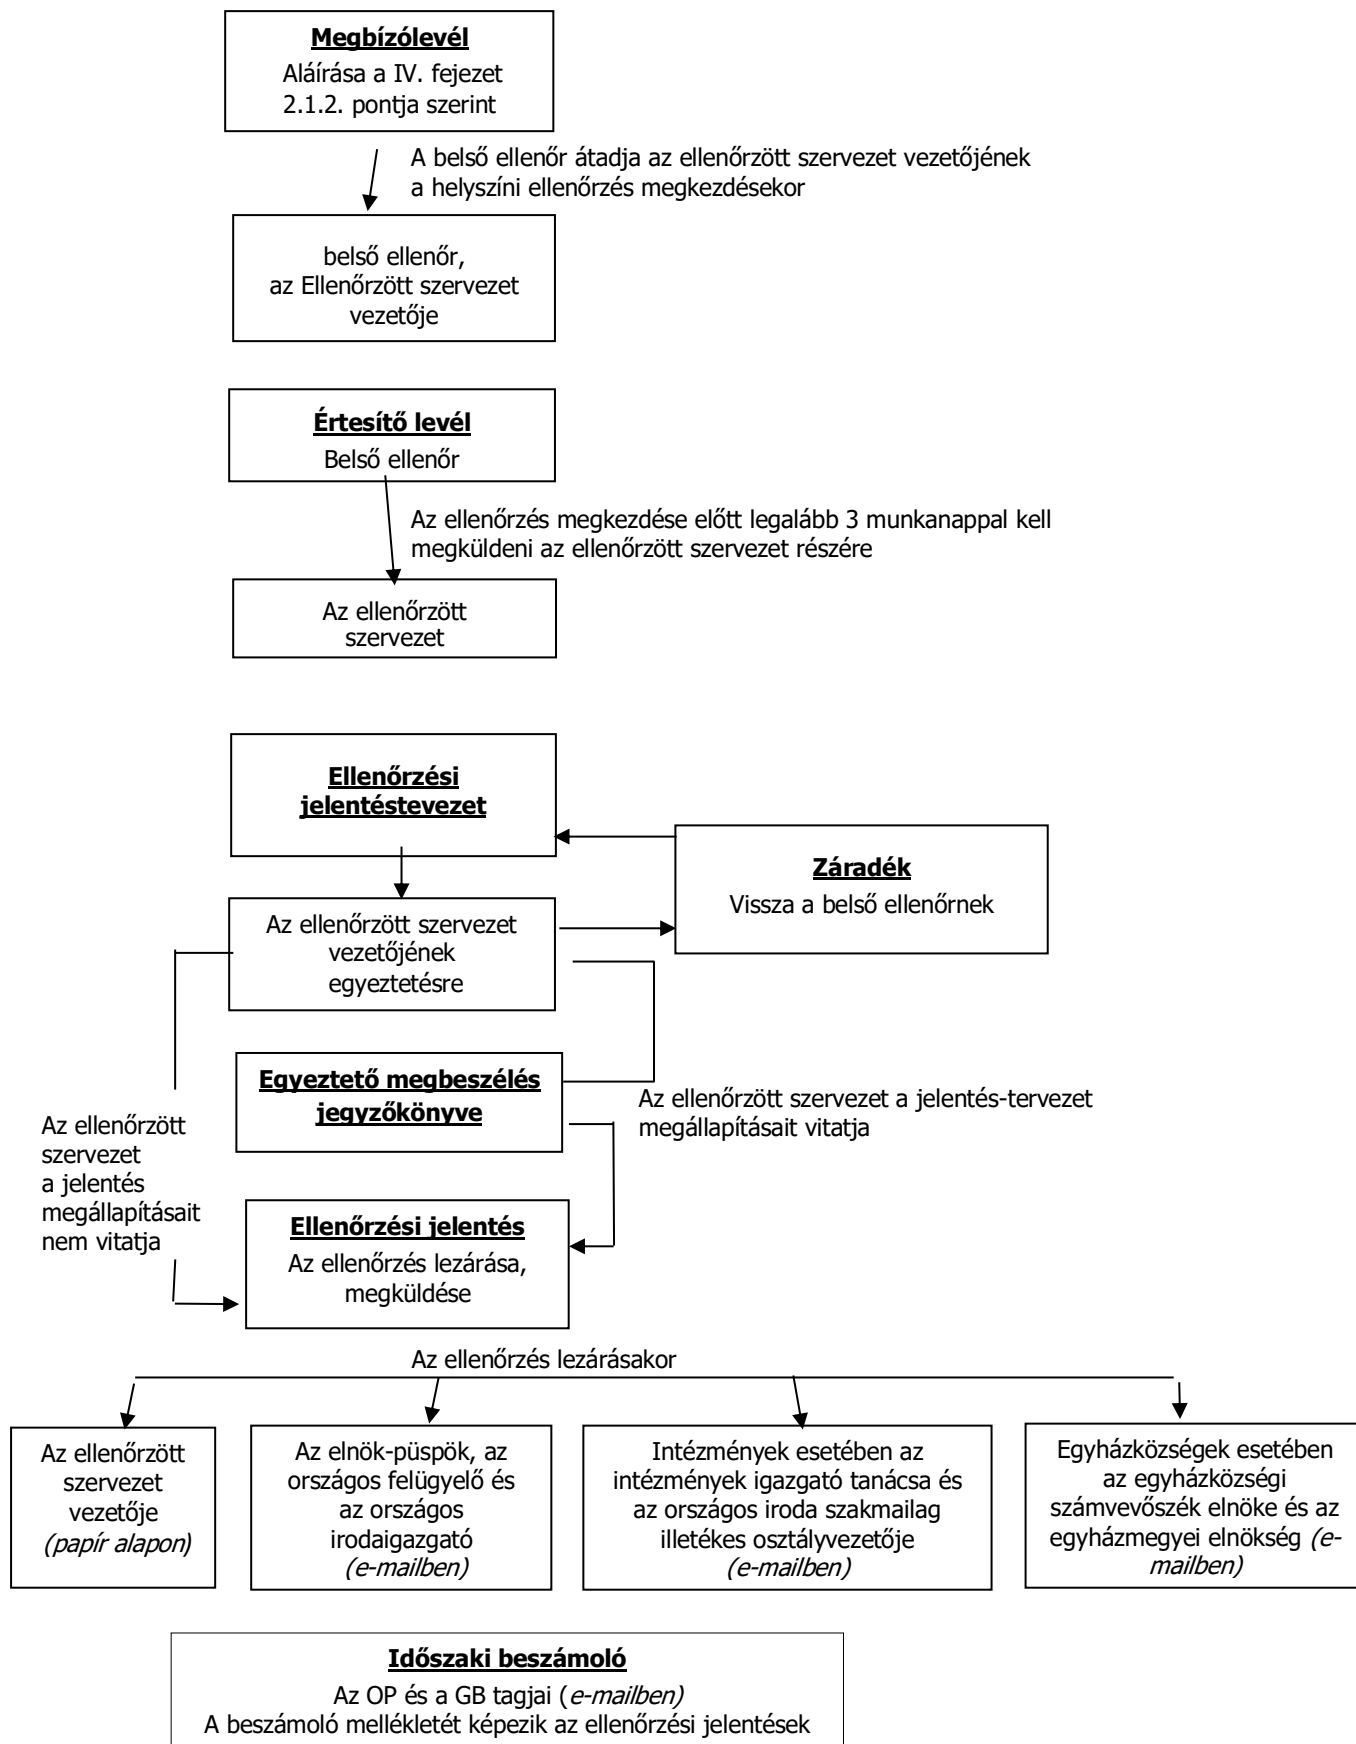 Megbízólevél
Aláírása a IV. fejezet
2.1.2. pontja szerint
A belső ellenőr átadja az ellenőrzött szervezet vezetőjének
a helyszíni ellenőrzés megkezdésekor
belső ellenőr,
az Ellenőrzött szervezet
vezetője
Értesítő levél
Belső ellenőr
Az ellenőrzés megkezdése előtt legalább 3 munkanappal kell
megküldeni az ellenőrzött szervezet részére
Az ellenőrzött
szervezet
Ellenőrzési
jelentéstevezet
Záradék
Vissza a belső ellenőrnek
Az ellenőrzött szervezet
vezetőjének
egyeztetésre
Egyeztető megbeszélés
jegyzőkönyve
Az ellenőrzött szervezet a jelentés-tervezet
megállapításait vitatja
Az ellenőrzött
szervezet
a jelentés
megállapításait
nem vitatja
Ellenőrzési jelentés
Az ellenőrzés lezárása,
megküldése
Az ellenőrzés lezárásakor
Az ellenőrzött
szervezet
vezetője
(papír alapon)
Az elnök-püspök, az
országos felügyelő és
az országos
irodaigazgató
(e-mailben)
Intézmények esetében az
intézmények igazgató tanácsa és
az országos iroda szakmailag
illetékes osztályvezetője
(e-mailben)
Egyházközségek esetében
az egyházközségi
számvevőszék elnöke és az
egyházmegyei elnökség (e-
mailben)
Időszaki beszámoló
Az OP és a GB tagjai (e-mailben)
A beszámoló mellékletét képezik az ellenőrzési jelentések